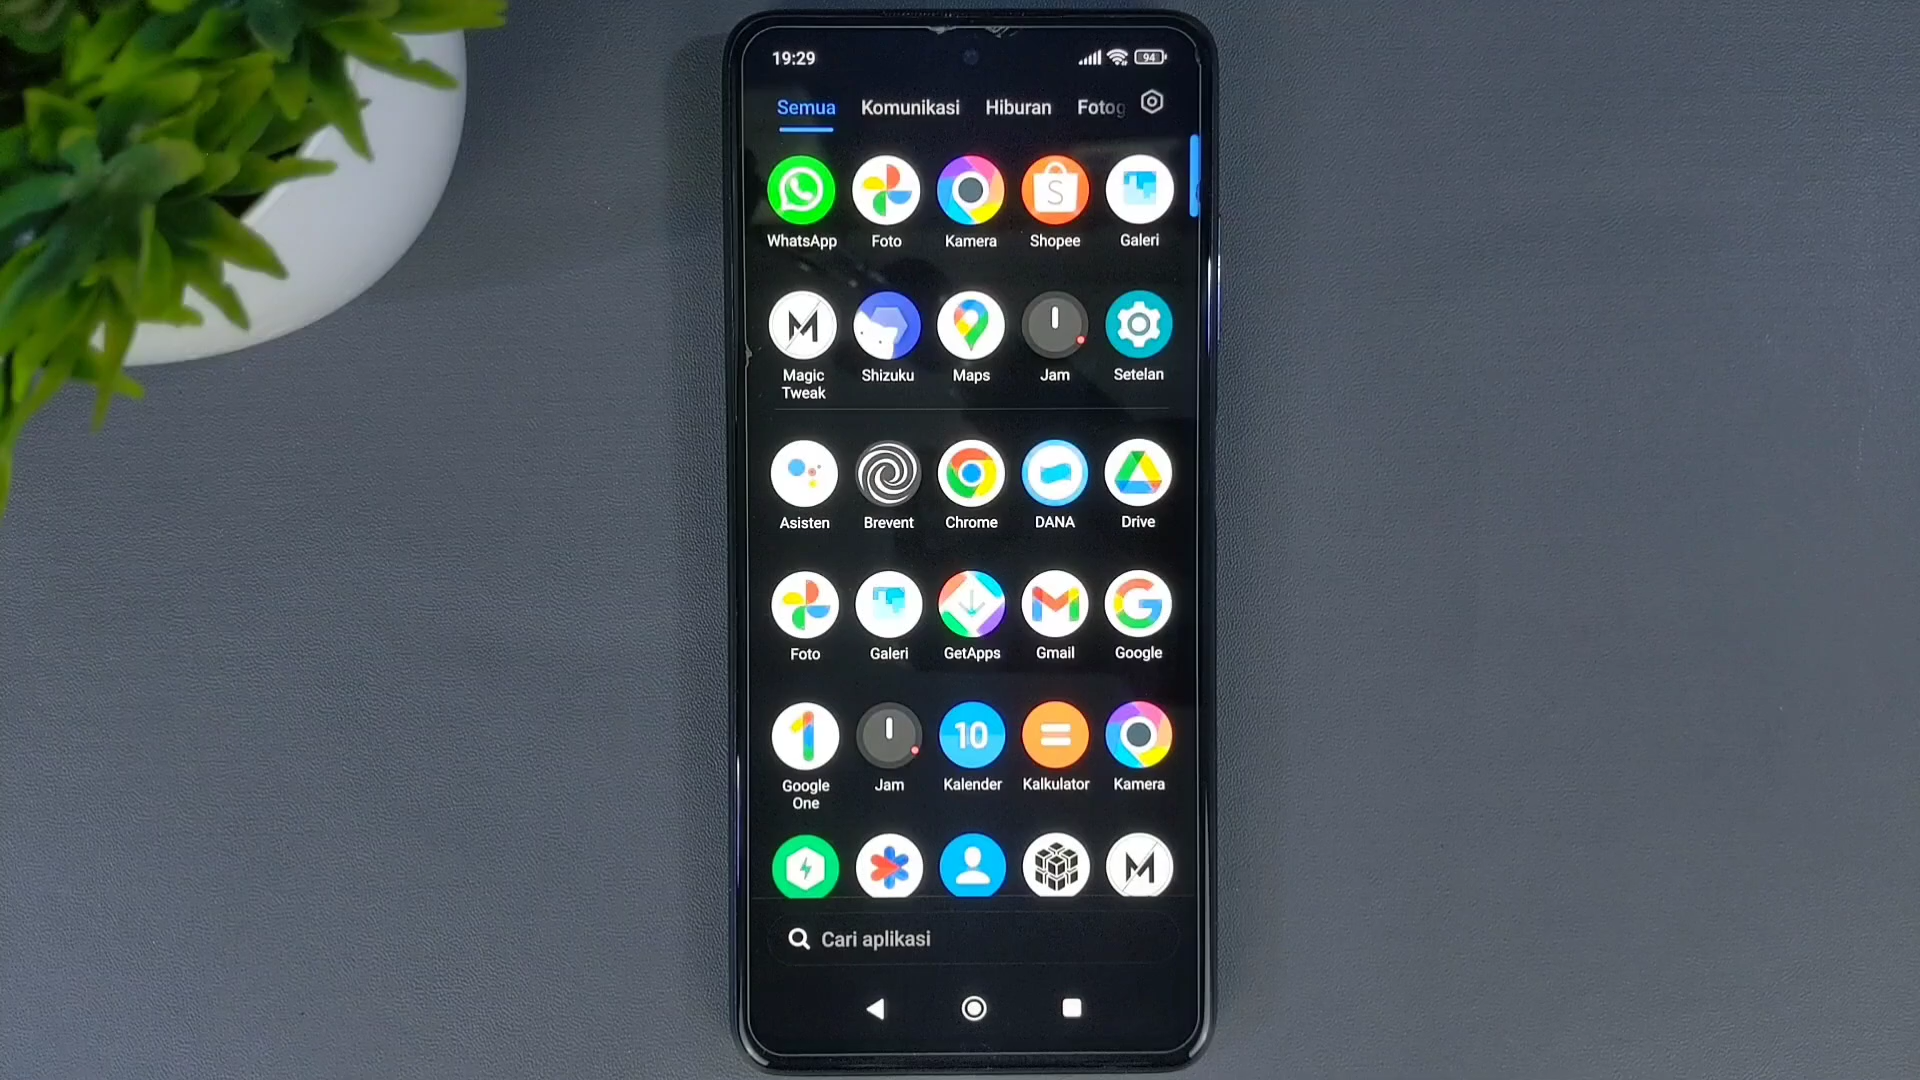 19:29
94
Semua Komunikasi Hiburan Fotog
S
WhatsApp Foto Kamera Shopee Galeri
Magic Tweak Shizuku Maps Jam Setelan
Asisten Brevent Chrome DANA Drive
Foto Galeri GetApps Gmail Google
10
Google One Jam Kalender Kalkulator Kamera
Cari aplikasi